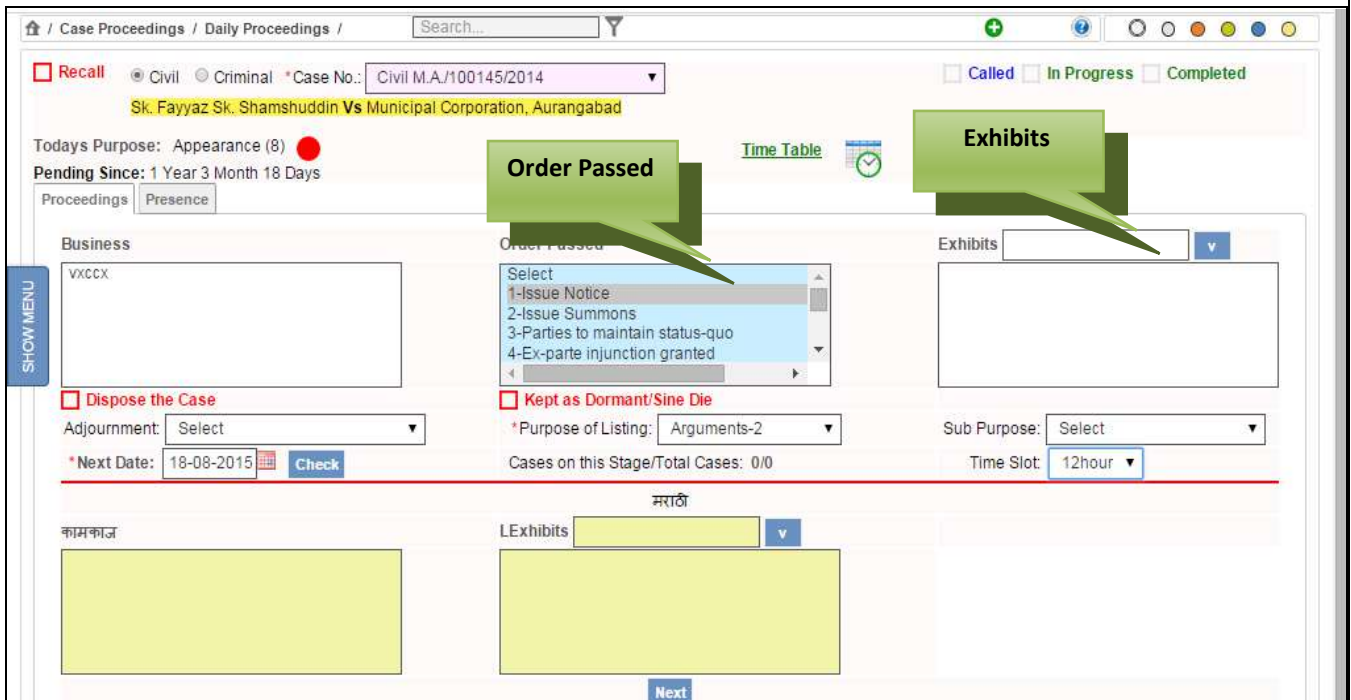 / Case Proceedings / Daily Proceedings / Search...
Recall Civil Criminal *Case No.: Civil M.A./100145/2014 Called In Progress Completed
Sk. Fayyaz Sk. Shamshuddin Vs Municipal Corporation, Aurangabad
Todays Purpose: Appearance (8) Time Table
Pending Since: 1 Year 3 Month 18 Days
Order Passed
Exhibits
Proceedings Presence
Business Order Passed Exhibits v
vxccx
Select
1-Issue Notice
2-Issue Summons
3-Parties to maintain status-quo
4-Ex-parte injunction granted
SHOW MENU
Dispose the Case Kept as Dormant/Sine Die
Adjournment: Select *Purpose of Listing: Arguments-2 Sub Purpose: Select
*Next Date: 18-08-2015 Check Cases on this Stage/Total Cases: 0/0 Time Slot: 12hour
मराठी
कामकाज LExhibits v
Next